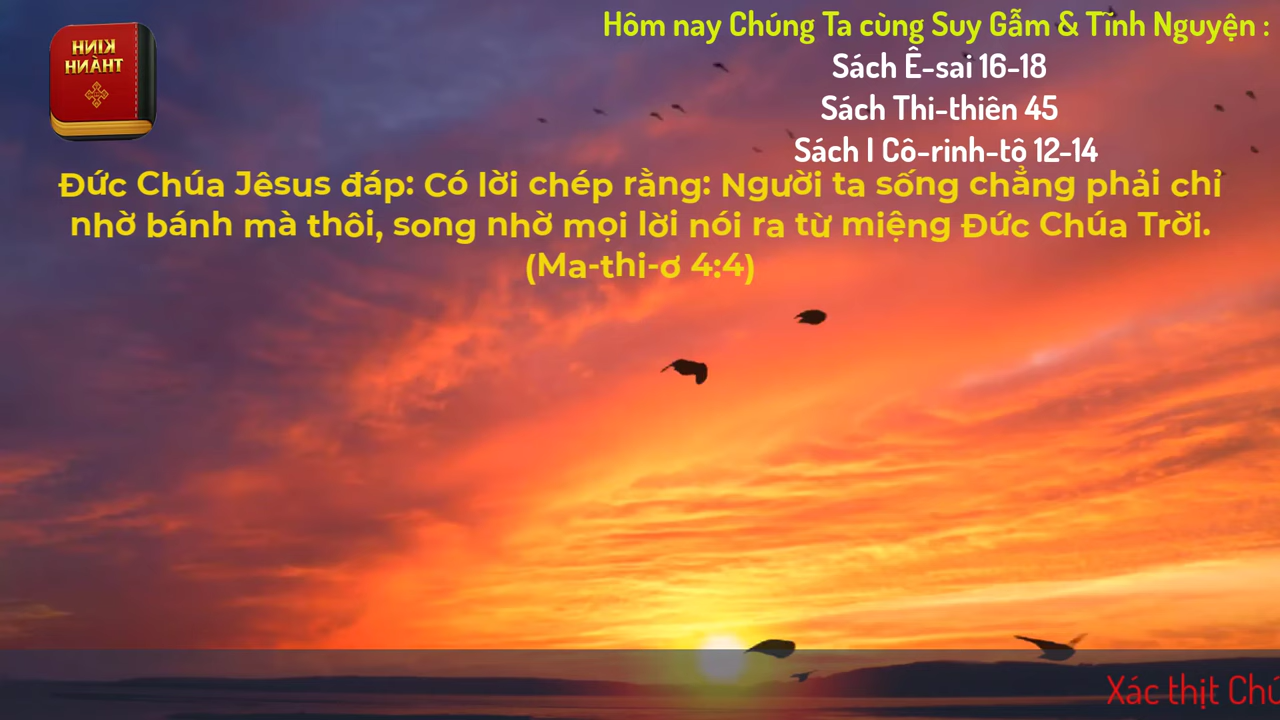 KINH
THÁNH
Hôm nay Chúng Ta cùng Suy Gẫm & Tĩnh Nguyện :
Sách Ê-sai 16-18
Sách Thi-thiên 45
Sách I Cô-rinh-tô 12-14
Đức Chúa Jêsus đáp: Có lời chép rằng: Người ta sống chẳng phải chỉ
nhờ bánh mà thôi, song nhờ mọi lời nói ra từ miệng Đức Chúa Trời.
(Ma-thi-ơ 4:4)
Xác thịt